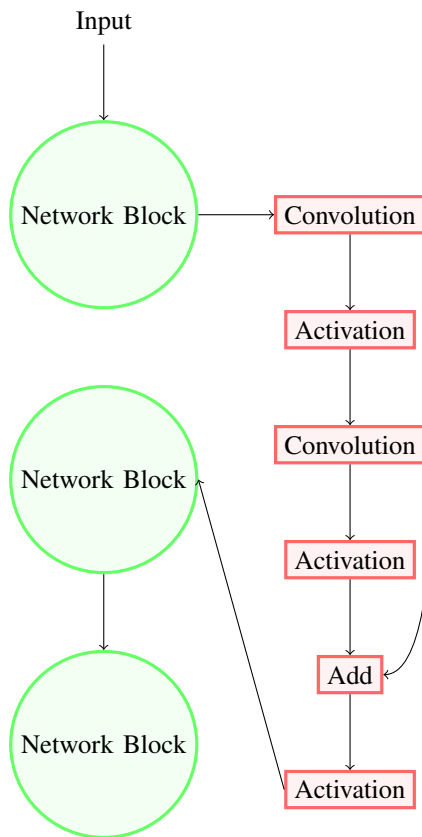 Input
Network Block
Convolution
Activation
Network Block
Convolution
Activation
Add
Network Block
Activation